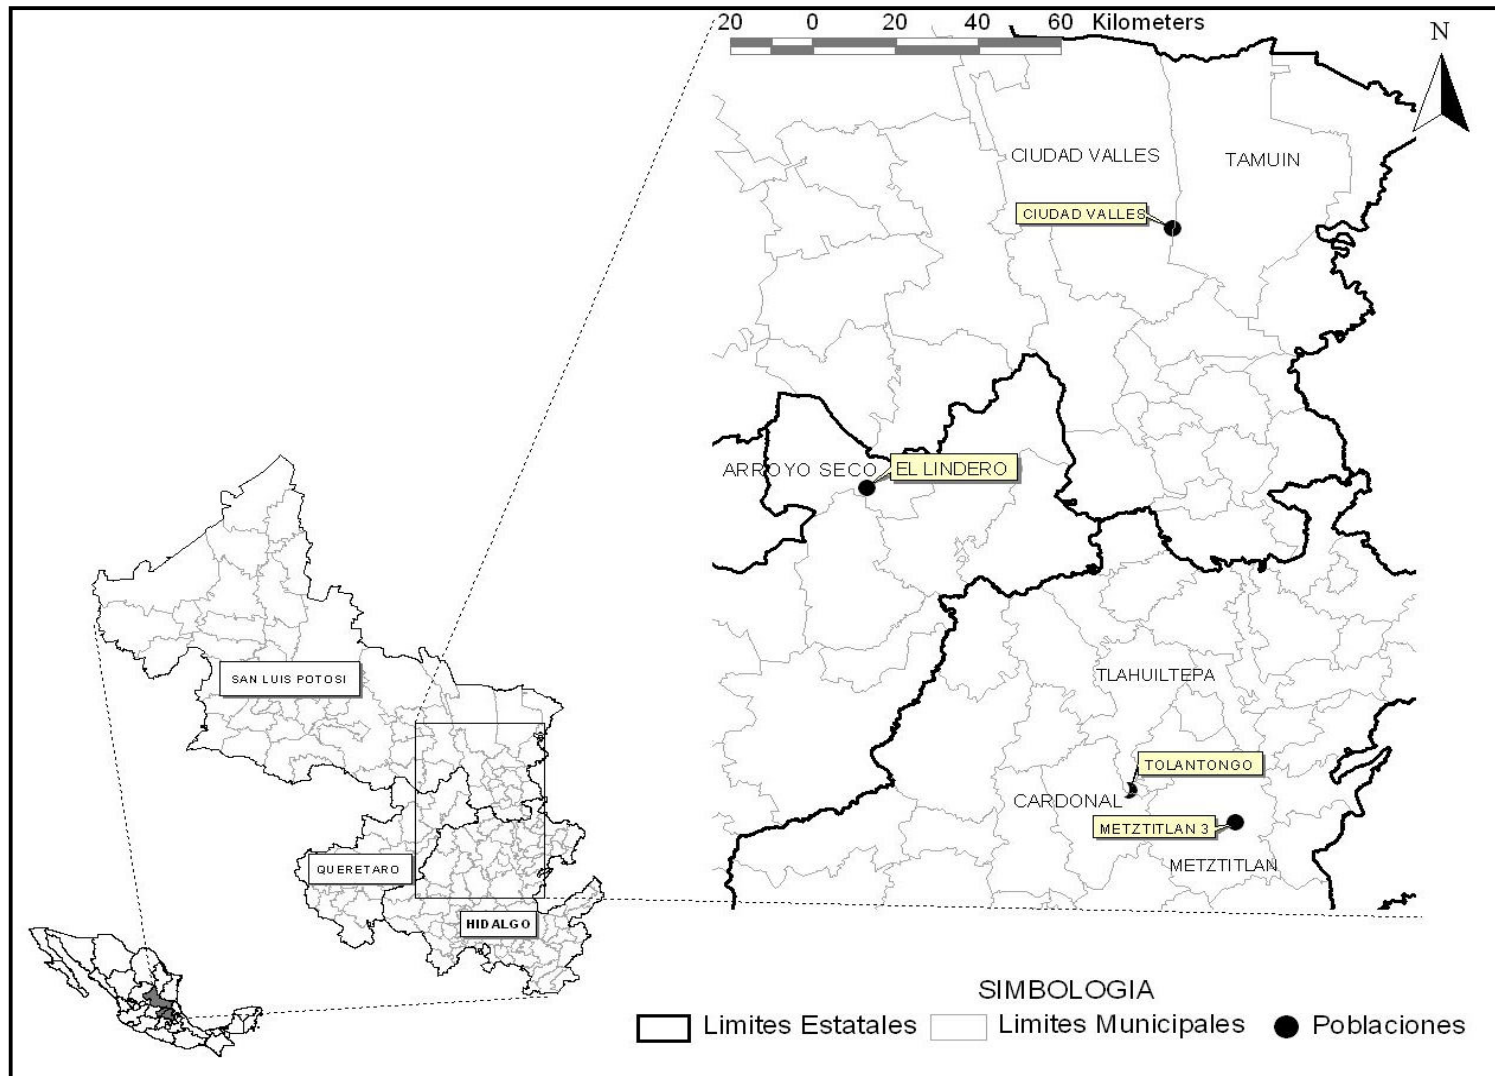 20 0 20 40 60 Kilometers
N
CIUDAD VALLES
TAMUIN
CIUDAD VALLES
ARROYO SECO
EL LINDERO
SAN LUIS POTOSI
TLAHUILTEPA
TOLANTONGO
CARDONAL
METZTITLAN 3
METZTITLAN
QUERETARO
HIDALGO
SIMBOLOGIA
Limites Estatales
Limites Municipales
Poblaciones